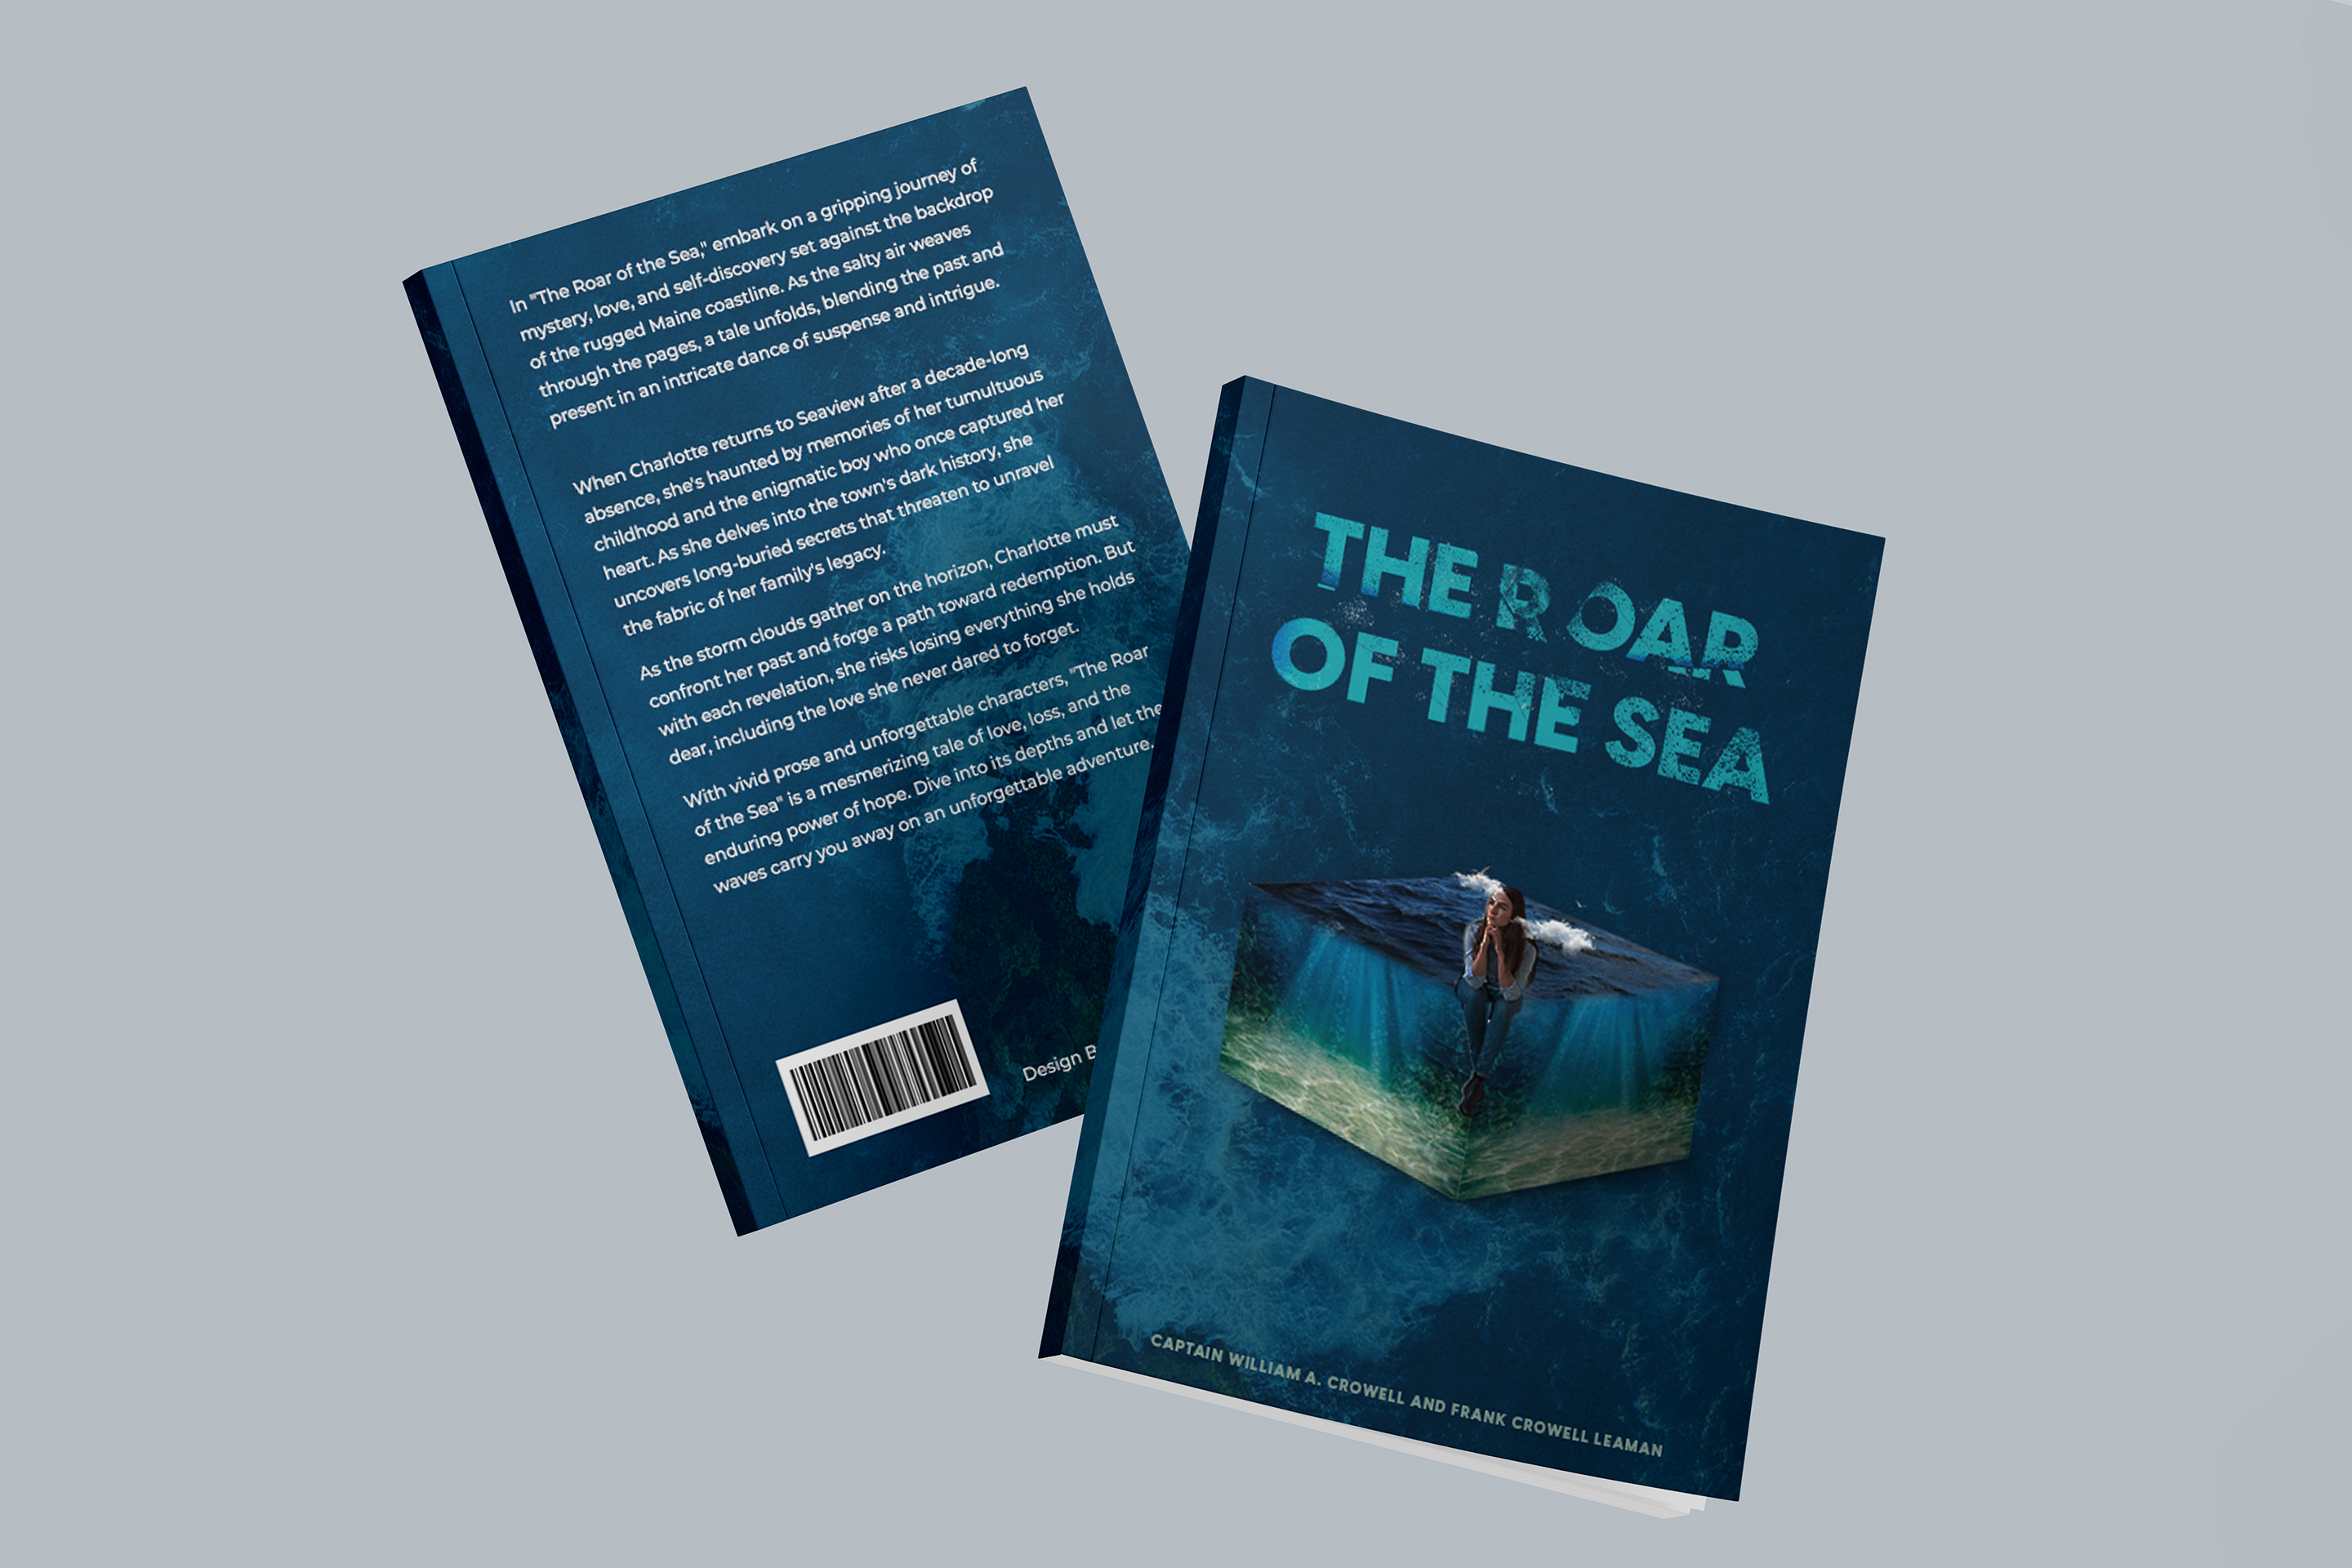 In "The Roar of the Sea," embark on a gripping journey of
mystery, love, and self-discovery set against the backdrop
of the rugged Maine coastline. As the salty air weaves
through the pages, a tale unfolds, blending the past and
present in an intricate dance of suspense and intrigue.
When Charlotte returns to Seaview after a decade-long
absence, she's haunted by memories of her tumultuous
childhood and the enigmatic boy who once captured her
heart. As she delves into the town's dark history, she
uncovers long-buried secrets that threaten to unravel
the fabric of her family's legacy.
As the storm clouds gather on the horizon, Charlotte must
confront her past and forge a path toward redemption. But
with each revelation, she risks losing everything she holds
dear, including the love she never dared to forget.
With vivid prose and unforgettable characters, "The Roar
of the Sea" is a mesmerizing tale of love, loss, and the
enduring power of hope. Dive into its depths and let the
waves carry you away on an unforgettable adventure.
Design
THE ROAR
OF THE SEA
CAPTAIN WILLIAM A. CROWELL AND FRANK CROWELL LEAMAN